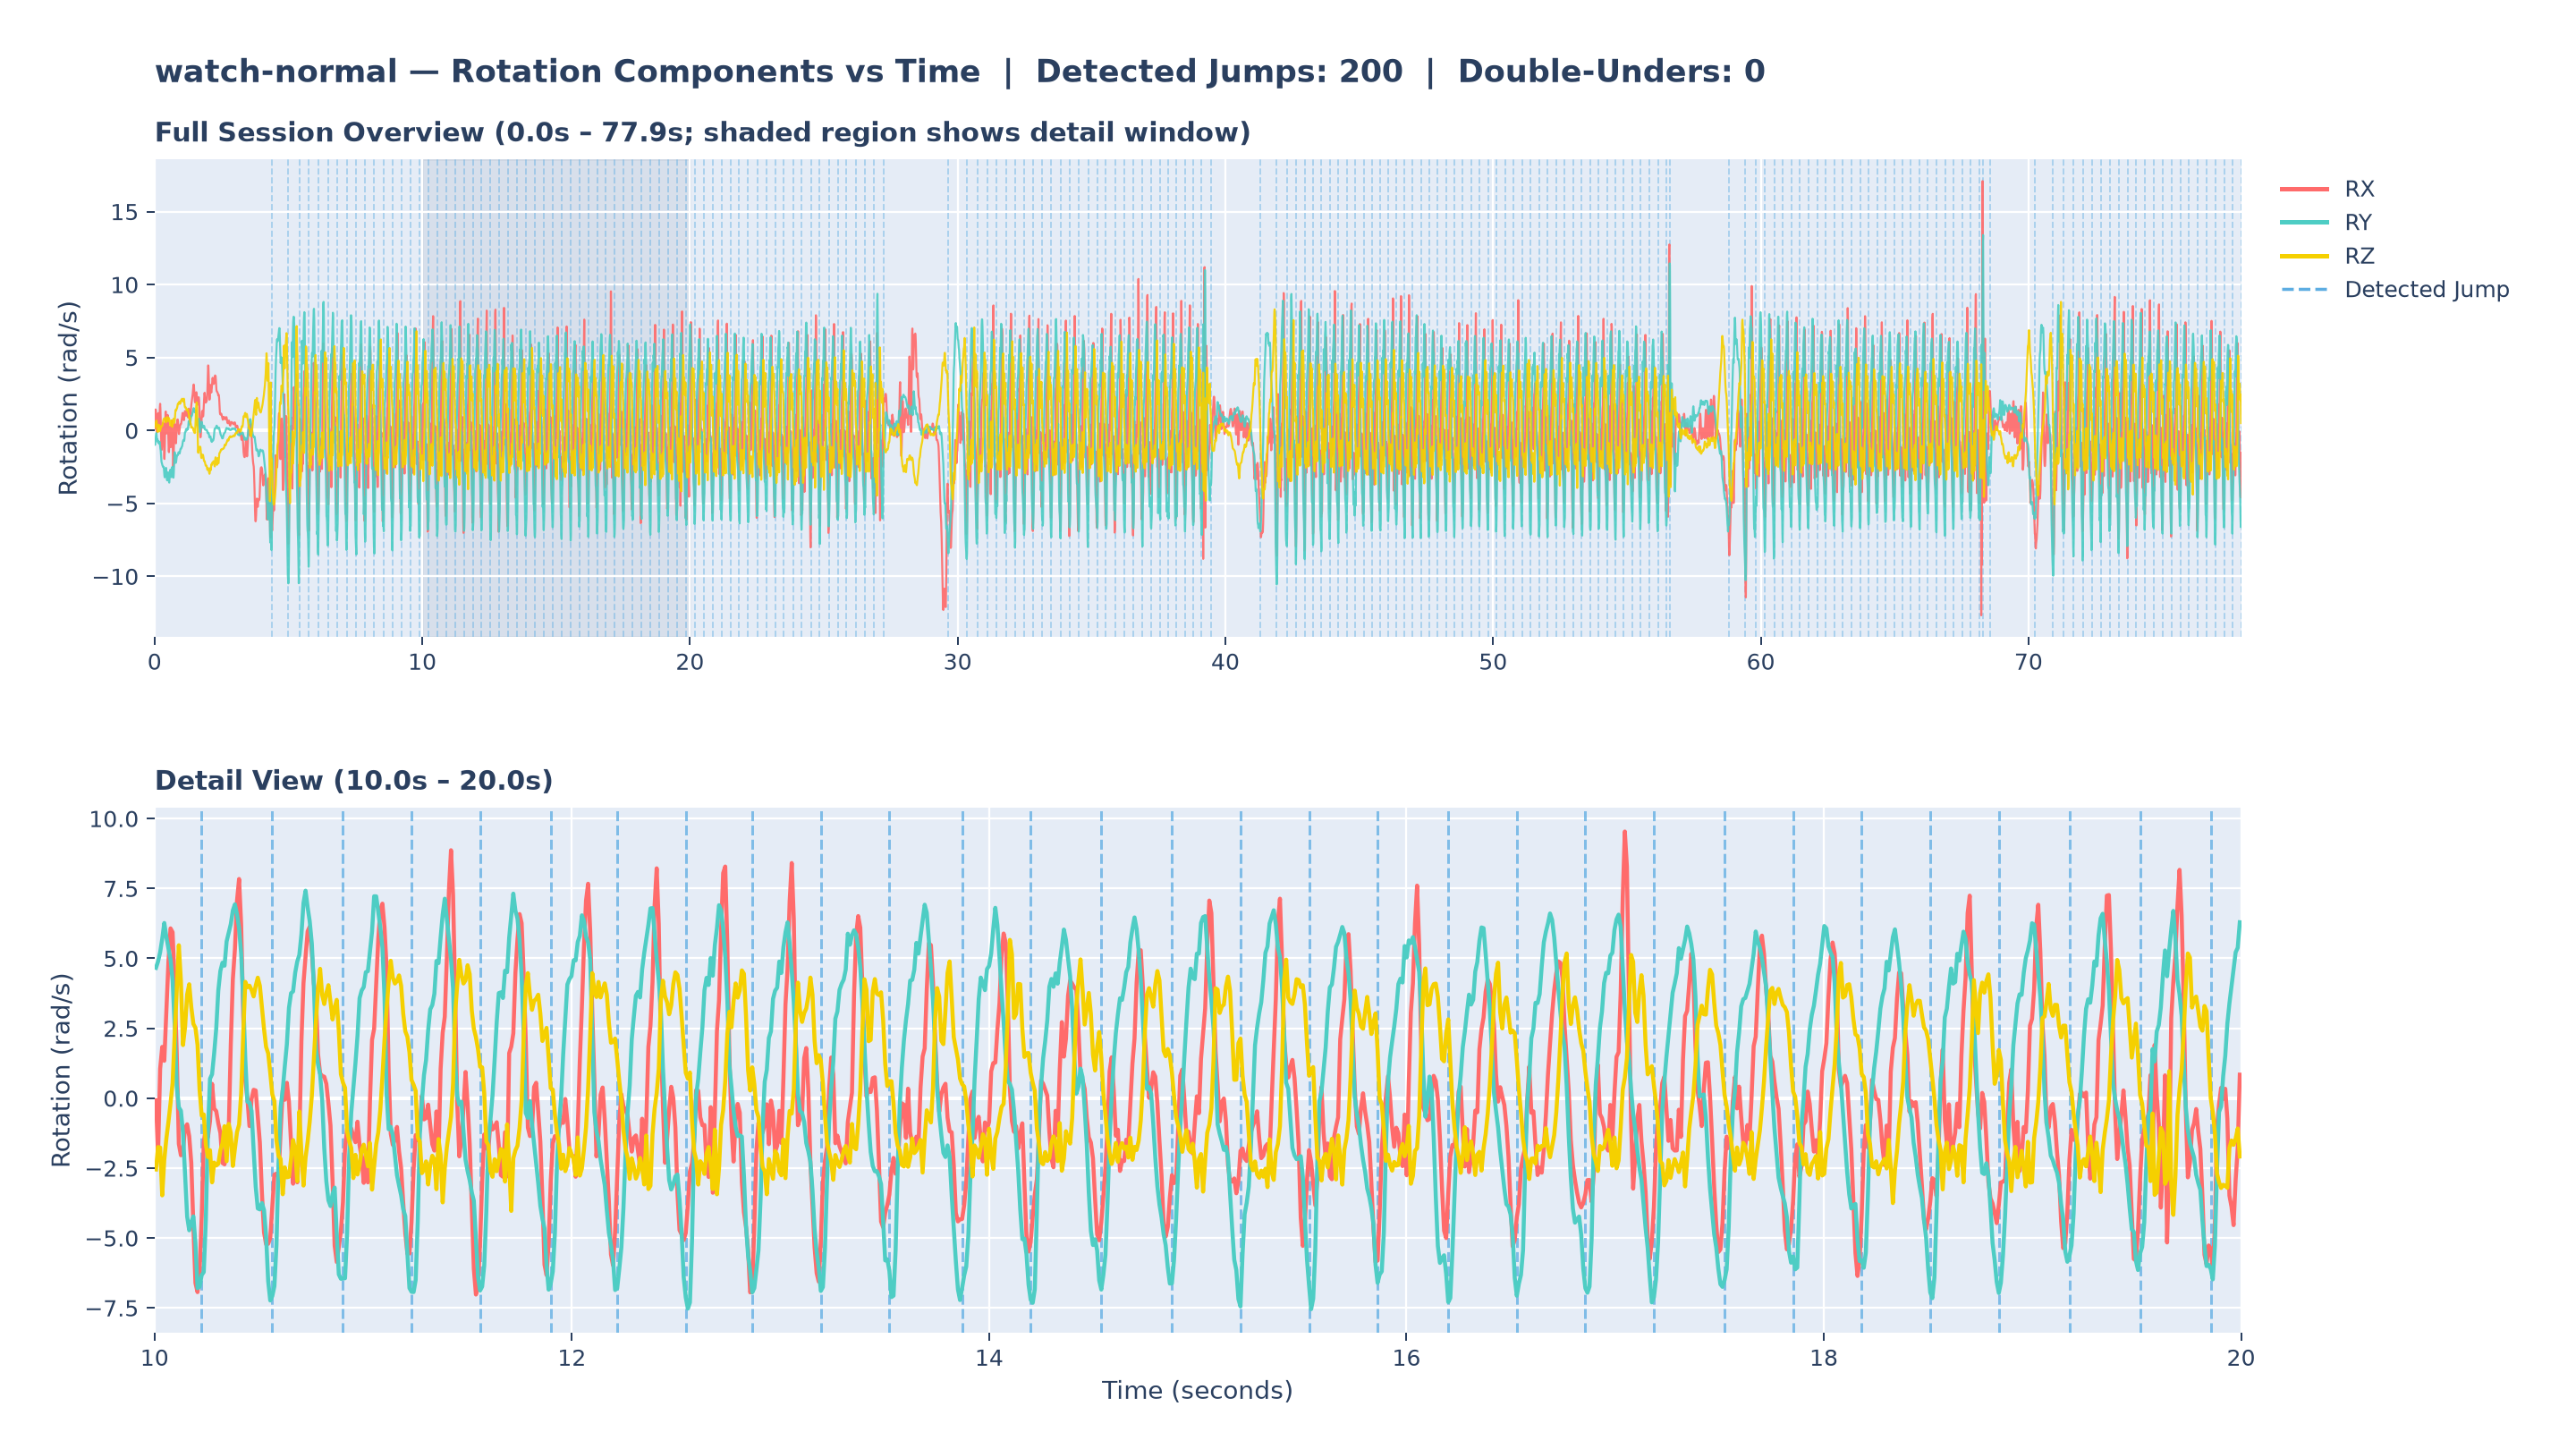 watch-normal — Rotation Components vs Time | Detected Jumps: 200 | Double-Unders: 0
Full Session Overview (0.0s – 77.9s; shaded region shows detail window)
Rotation (rad/s)
15
10
5
0
−5
−10
0 10 20 30 40 50 60 70
RX
RY
RZ
Detected Jump
Detail View (10.0s – 20.0s)
Rotation (rad/s)
10.0
7.5
5.0
2.5
0.0
−2.5
−5.0
−7.5
10 12 14 16 18 20
Time (seconds)